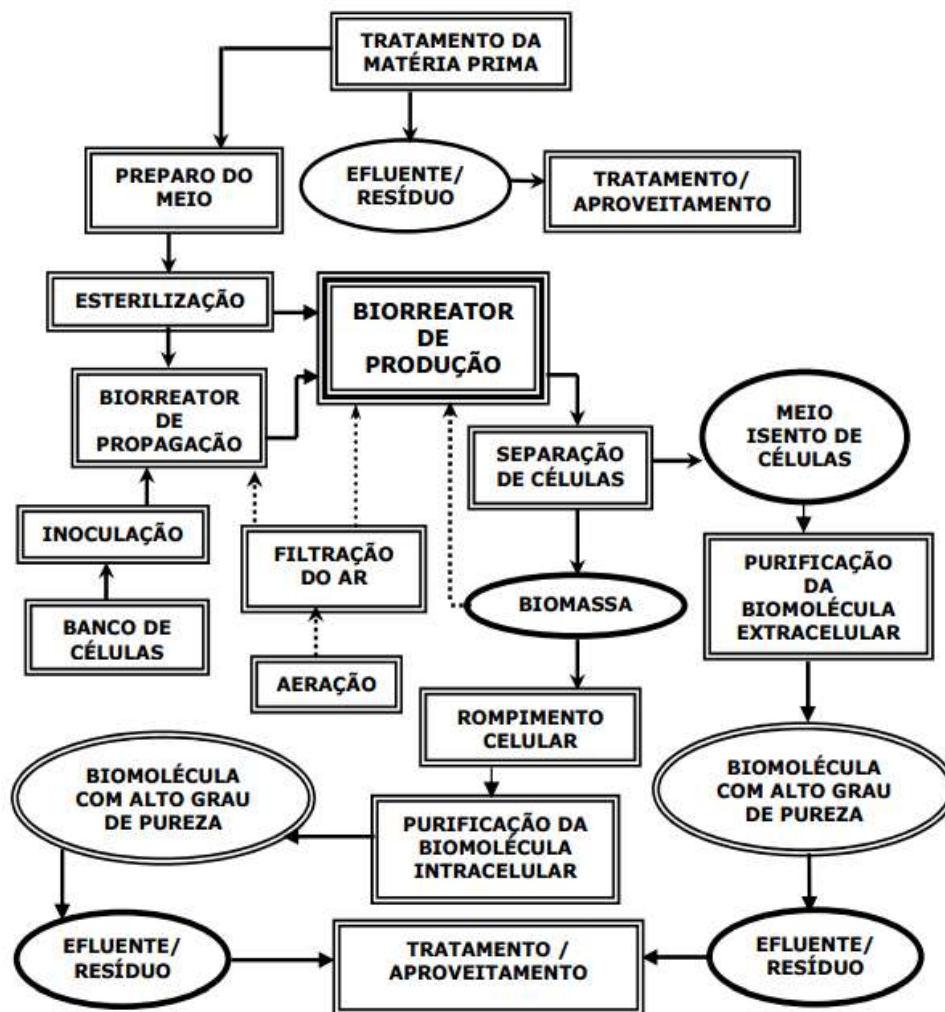 TRATAMENTO DA
MATÉRIA PRIMA
PREPARO DO
MEIO
EFLUENTE/
RESÍDUO
TRATAMENTO/
APROVEITAMENTO
ESTERILIZAÇÃO
BIORREATOR
DE
PRODUÇÃO
BIORREATOR
DE
PROPAGAÇÃO
MEIO
ISENTO DE
CÉLULAS
SEPARAÇÃO
DE CÉLULAS
INOCULAÇÃO
FILTRAÇÃO
DO AR
PURIFICAÇÃO
DA
BIOMOLÉCULA
EXTRACELULAR
BIOMASSA
BANCO DE
CÉLULAS
AERAÇÃO
ROMPIMENTO
CELULAR
BIOMOLÉCULA
COM ALTO GRAU
DE PUREZA
BIOMOLÉCULA
COM ALTO GRAU
DE PUREZA
PURIFICAÇÃO DA
BIOMOLÉCULA
INTRACELULAR
EFLUENTE/
RESÍDUO
TRATAMENTO /
APROVEITAMENTO
EFLUENTE/
RESÍDUO